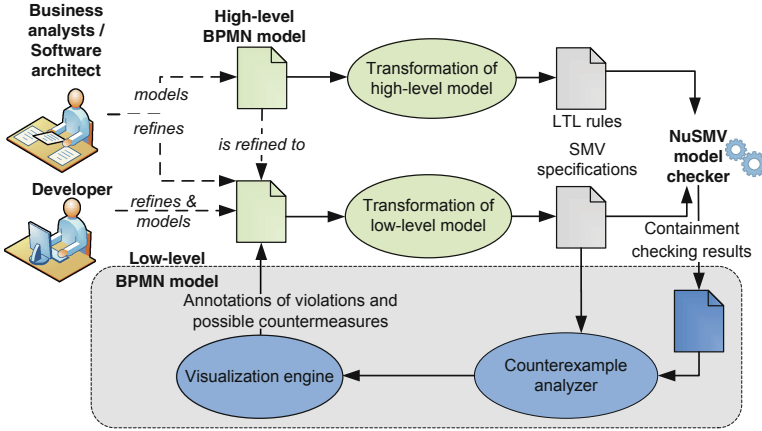 Business
analysts /
Software
architect
High-level
BPMN model
models
refines
Transformation of
high-level model
LTL rules
is refined to
SMV
specifications
NuSMV
model
checker
Developer
refines &
models
Transformation of
low-level model
Containment
checking results
Low-level
BPMN model
Annotations of violations and
possible countermeasures
Visualization engine
Counterexample
analyzer